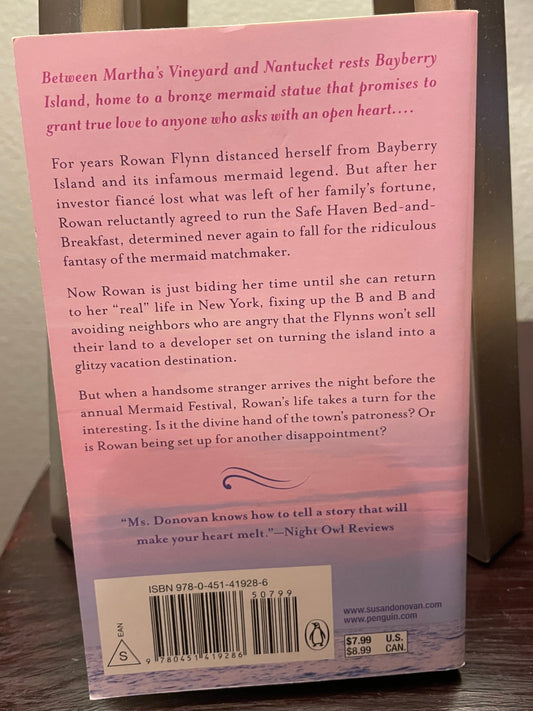 Between Martha's Vineyard and Nantucket rests Bayberry
Island, home to a bronze mermaid statue that promises to
grant true love to anyone who asks with an open heart....
For years Rowan Flynn distanced herself from Bayberry
Island and its infamous mermaid legend. But after her
investor fiancé lost what was left of her family's fortune,
Rowan reluctantly agreed to run the Safe Haven Bed-and-
Breakfast, determined never again to fall for the ridiculous
fantasy of the mermaid matchmaker.
Now Rowan is just biding her time until she can return
to her "real" life in New York, fixing up the B and B and
avoiding neighbors who are angry that the Flynns won't sell
their land to a developer set on turning the island into a
glitzy vacation destination.
But when a handsome stranger arrives the night before the
annual Mermaid Festival, Rowan's life takes a turn for the
interesting. Is it the divine hand of the town's patroness? Or
is Rowan being set up for another disappointment?
"Ms. Donovan knows how to tell a story that will
make your heart melt."—Night Owl Reviews
ISBN 978-0-451-41928-6
50799
EAN
S
9 780451 419286
www.susandonovan.com
www.penguin.com
$7.99 U.S.
$8.99 CAN.